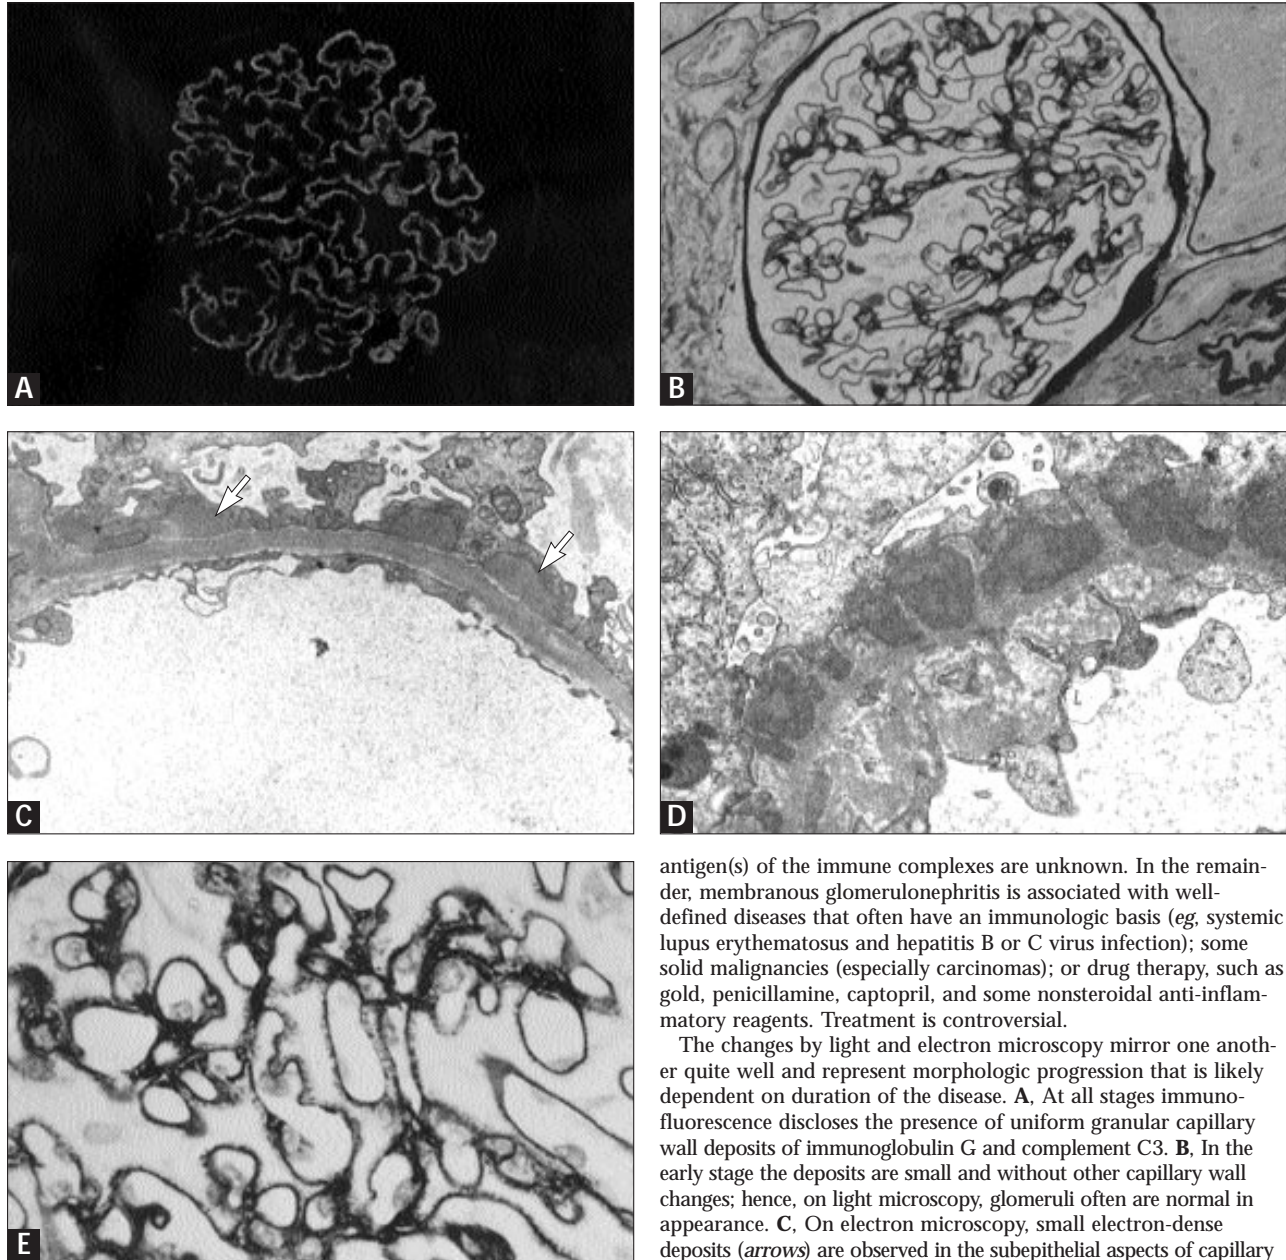 A
B
C
D
L
E
antigen(s) of the immune complexes are unknown. In the remain-
der, membranous glomerulonephritis is associated with well-
defined diseases that often have an immunologic basis (eg, systemic
lupus erythematosus and hepatitis B or C virus infection); some
solid malignancies (especially carcinomas); or drug therapy, such as
gold, penicillamine, captopril, and some nonsteroidal anti-inflam-
matory reagents. Treatment is controversial.
The changes by light and electron microscopy mirror one anoth-
er quite well and represent morphologic progression that is likely
dependent on duration of the disease. A, At all stages immuno-
fluorescence discloses the presence of uniform granular capillary
wall deposits of immunoglobulin G and complement C3. B, In the
early stage the deposits are small and without other capillary wall
changes; hence, on light microscopy, glomeruli often are normal in
appearance. C, On electron microscopy, small electron-dense
deposits (arrows) are observed in the subepithelial aspects of capillary